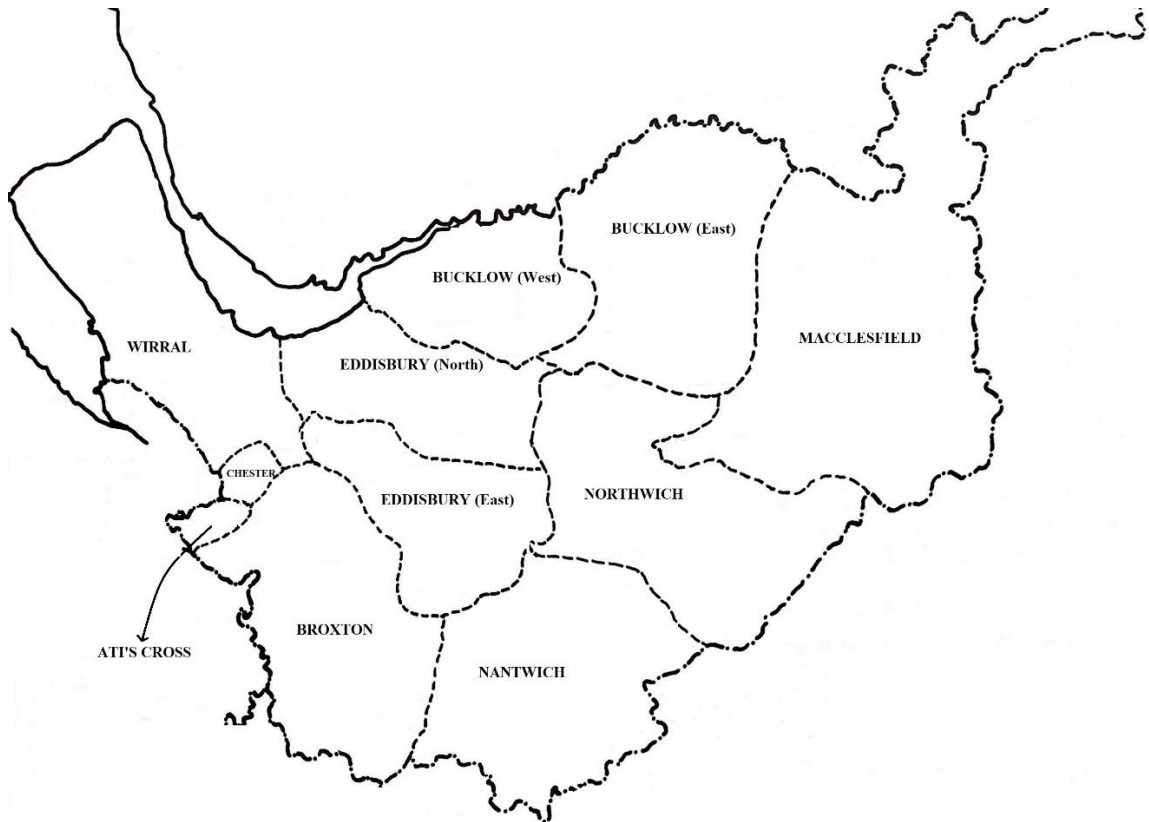 BUCKLOW (East)
BUCKLOW (West)
MACCLESFIELD
WIRRAL
EDDISBURY (North)
CHESTER
NORTHWICH
EDDISBURY (East)
BROXTON
ATI'S CROSS
NANTWICH